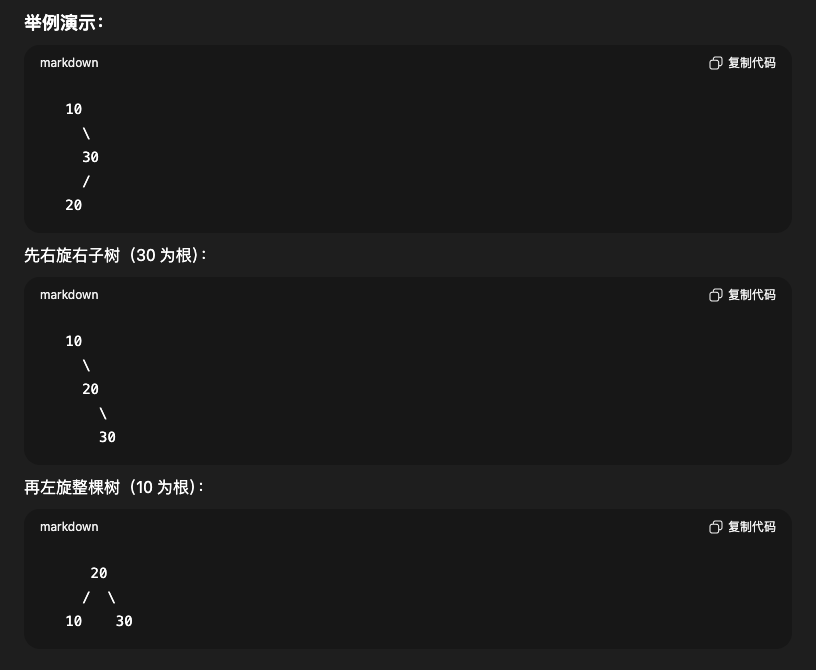 举例演示：
markdown
复制代码
10
\
30
/
20
先右旋右子树（30 为根）：
markdown
复制代码
10
\
20
\
30
再左旋整棵树（10 为根）：
markdown
复制代码
20
/ \
10 30